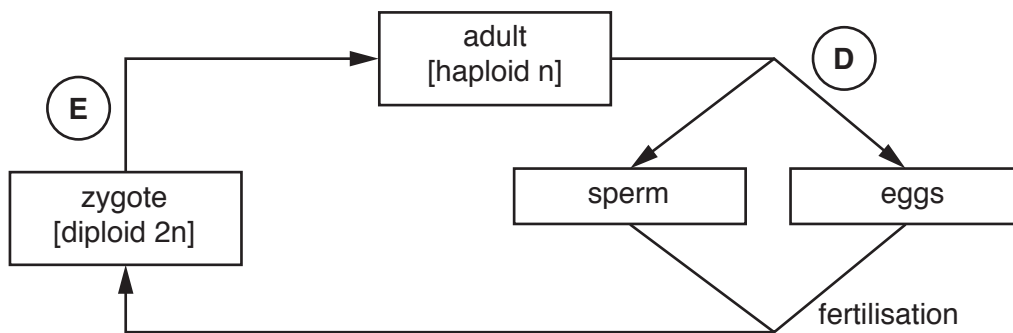 adult
[haploid n]
D
E
zygote
[diploid 2n]
sperm
eggs
fertilisation